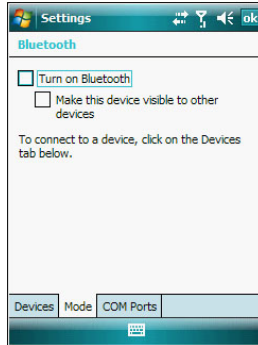 Settings
ok
Bluetooth
Turn on Bluetooth
Make this device visible to other
devices
To connect to a device, click on the Devices
tab below.
Devices Mode COM Ports